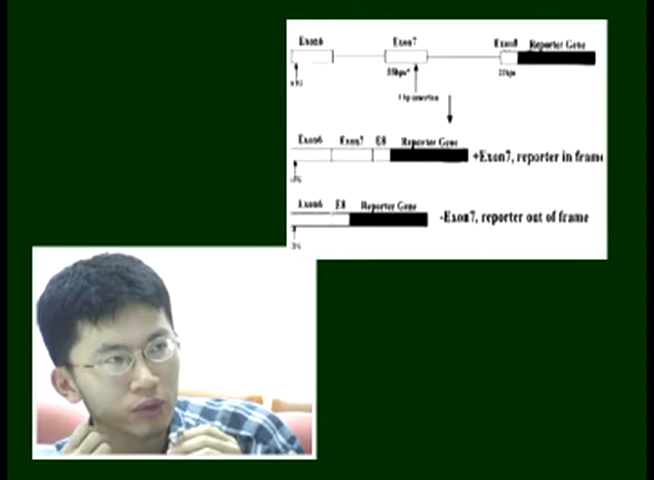 Exon6 Exon7 Exon8 Reporter Gene
1 bp insertion
Exon6 Exon7 E8 Reporter Gene
+Exon7, reporter in frame
Exon6 E8 Reporter Gene
-Exon7, reporter out of frame